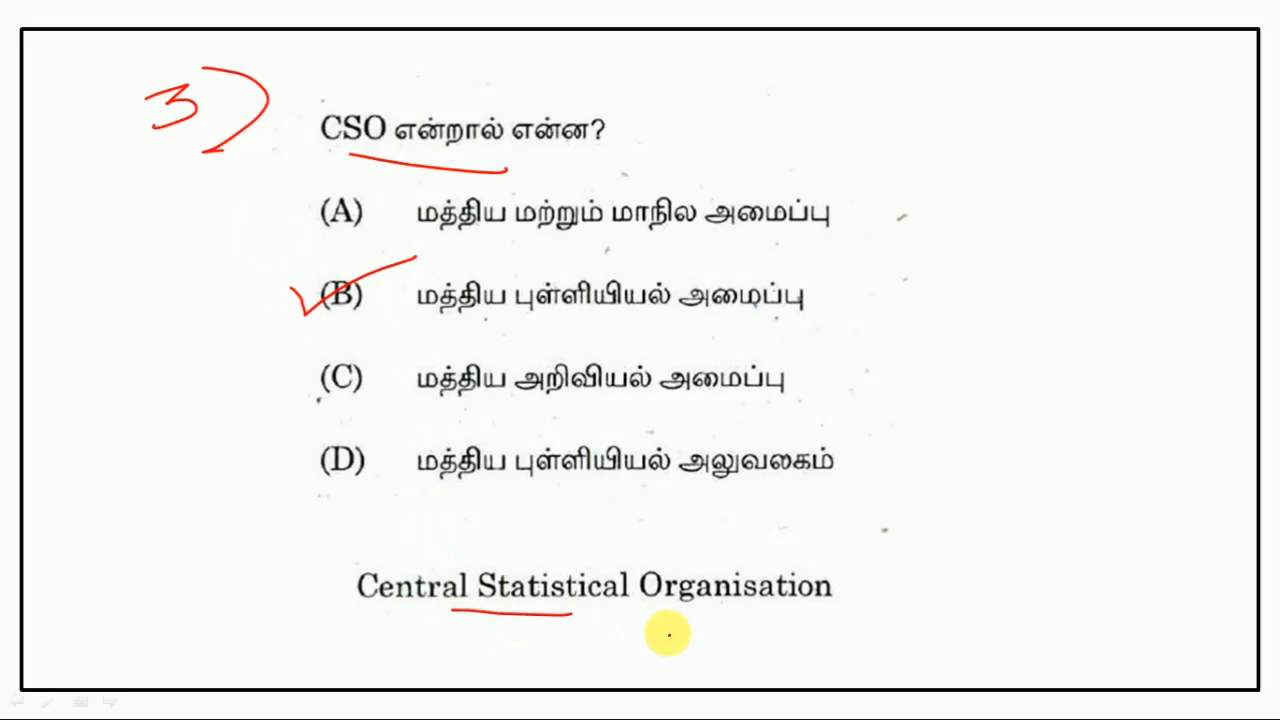 3)
CSO என்றால் என்ன?
(A) மத்திய மற்றும் மாநில அமைப்பு
(B) மத்திய புள்ளியியல் அமைப்பு
(C) மத்திய அறிவியல் அமைப்பு
(D) மத்திய புள்ளியியல் அலுவலகம்
Central Statistical Organisation